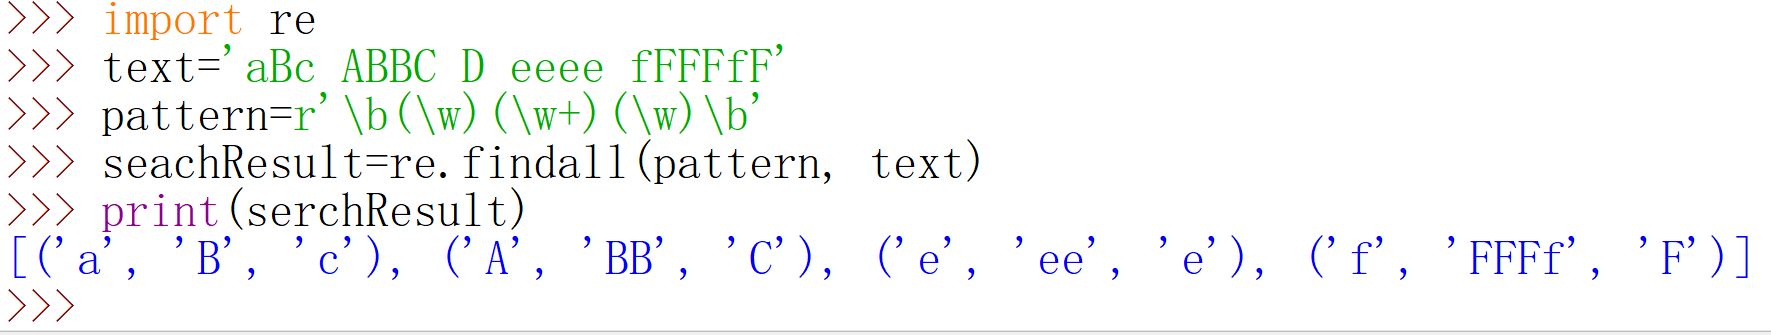 >>> import re
>>> text='aBc ABBC D eeee fFFFfF'
>>> pattern=r'\b(\w)(\w+)(\w)\b'
>>> seachResult=re.findall(pattern, text)
>>> print(serchResult)
[('a', 'B', 'c'), ('A', 'BB', 'C'), ('e', 'ee', 'e'), ('f', 'FFFf', 'F')]
>>>